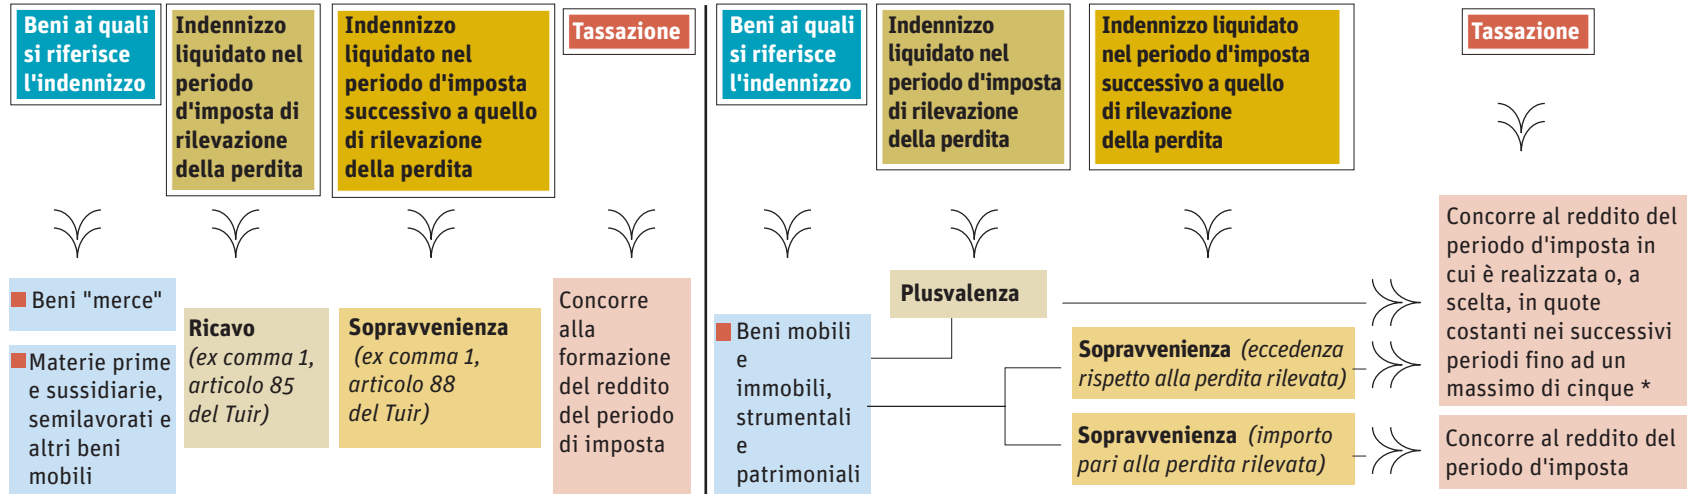 Beni ai quali
si riferisce
l'indennizzo
Indennizzo
liquidato nel
periodo
d'imposta di
rilevazione
della perdita
Indennizzo
liquidato nel
periodo d'imposta
successivo a quello
di rilevazione
della perdita
Tassazione
Beni "merce"
Materie prime
e sussidiarie,
semilavorati e
altri beni
mobili
Ricavo
(ex comma 1,
articolo 85
del Tuir)
Sopravvenienza
(ex comma 1,
articolo 88
del Tuir)
Concorre
alla
formazione
del reddito
del periodo
di imposta
Beni ai quali
si riferisce
l'indennizzo
Indennizzo
liquidato nel
periodo d'imposta
di rilevazione
della perdita
Indennizzo liquidato
nel periodo d'imposta
successivo a quello
di rilevazione
della perdita
Tassazione
Beni mobili
e
immobili,
strumentali
e
patrimoniali
Plusvalenza
Sopravvenienza (eccedenza
rispetto alla perdita rilevata)
Sopravvenienza (importo
pari alla perdita rilevata)
Concorre al reddito del
periodo d'imposta in
cui è realizzata o, a
scelta, in quote
costanti nei successivi
periodi fino ad un
massimo di cinque *
Concorre al reddito del
periodo d'imposta